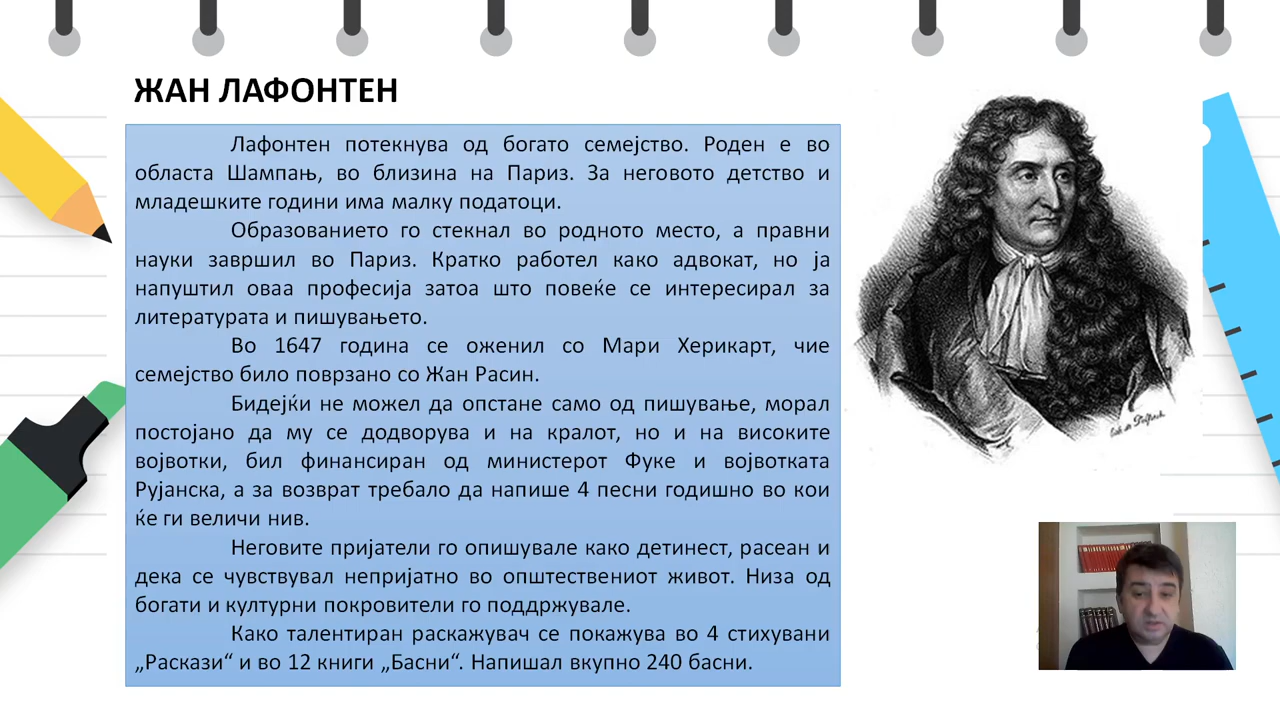 ЖАН ЛАФОНТЕН
Лафонтен потекнува од богато семејство. Роден е во
областа Шампањ, во близина на Париз. За неговото детство и
младешките години има малку податоци.
Образованието го стекнал во родното место, а правни
науки завршил во Париз. Кратко работел како адвокат, но ја
напуштил оваа професија затоа што повеќе се интересирал за
литературата и пишувањето.
Во 1647 година се оженил со Мари Херикарт, чие
семејство било поврзано со Жан Расин.
Бидејќи не можел да опстане само од пишување, морал
постојано да му се додворува и на кралот, но и на високите
војвотки, бил финансиран од министерот Фуке и војвотката
Рујанска, а за возврат требало да напише 4 песни годишно во кои
ќе ги величи нив.
Неговите пријатели го опишувале како детинест, расеан и
дека се чувствувал непријатно во општествениот живот. Низа од
богати и културни покровители го поддржувале.
Како талентиран раскажувач се покажува во 4 стихувани
„Раскази“ и во 12 книги „Басни“. Напишал вкупно 240 басни.